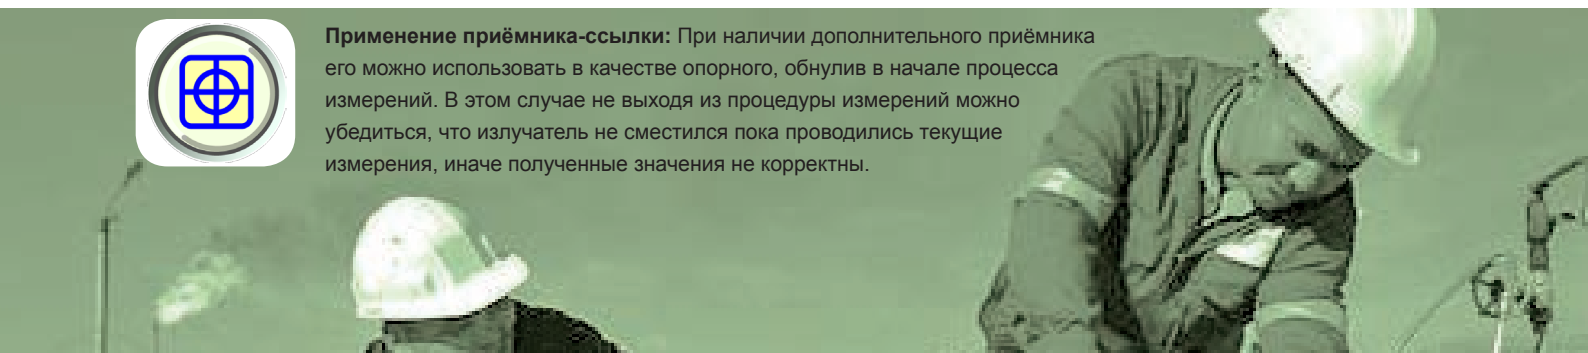 Применение приёмника-ссылки: При наличии дополнительного приёмника
его можно использовать в качестве опорного, обнулив в начале процесса
измерений. В этом случае не выходя из процедуры измерений можно
убедиться, что излучатель не сместился пока проводились текущие
измерения, иначе полученные значения не корректны.